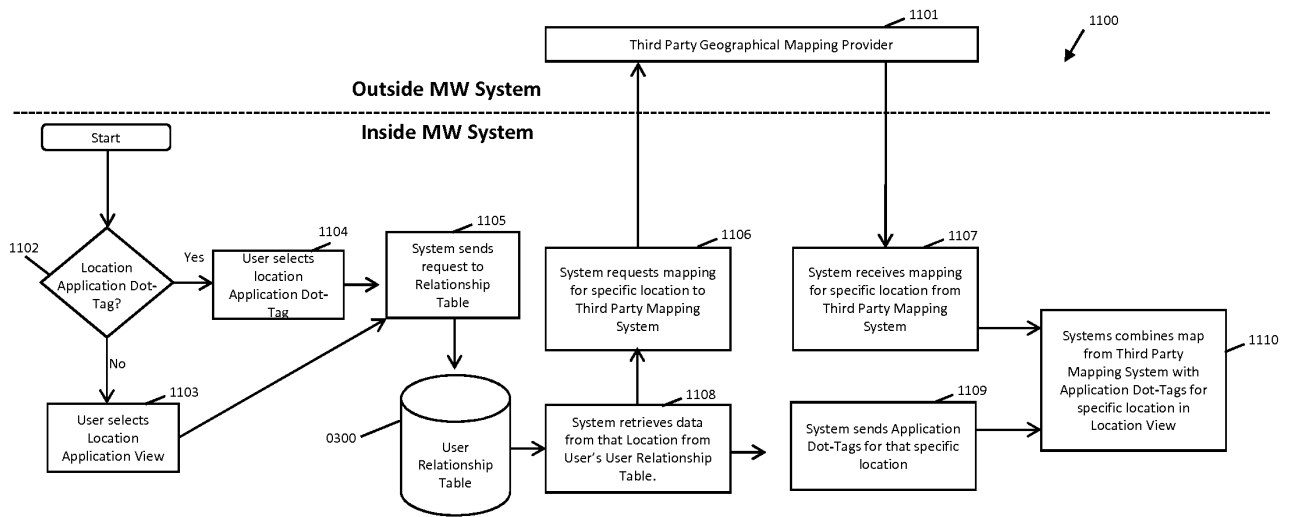 1101
1100
Third Party Geographical Mapping Provider
Outside MW System
Inside MW System
Start
1102
Location
Application Dot-
Tag?
Yes
No
1104
User selects
location
Application Dot-
Tag
1103
User selects
Location
Application View
1105
System sends
request to
Relationship
Table
0300
User
Relationship
Table
1106
System requests mapping
for specific location to
Third Party Mapping
System
1107
System receives mapping
for specific location from
Third Party Mapping
System
1108
System retrieves data
from that Location from
User's User Relationship
Table.
1109
System sends Application
Dot-Tags for that specific
location
1110
Systems combines map
from Third Party
Mapping System with
Application Dot-Tags for
specific location in
Location View